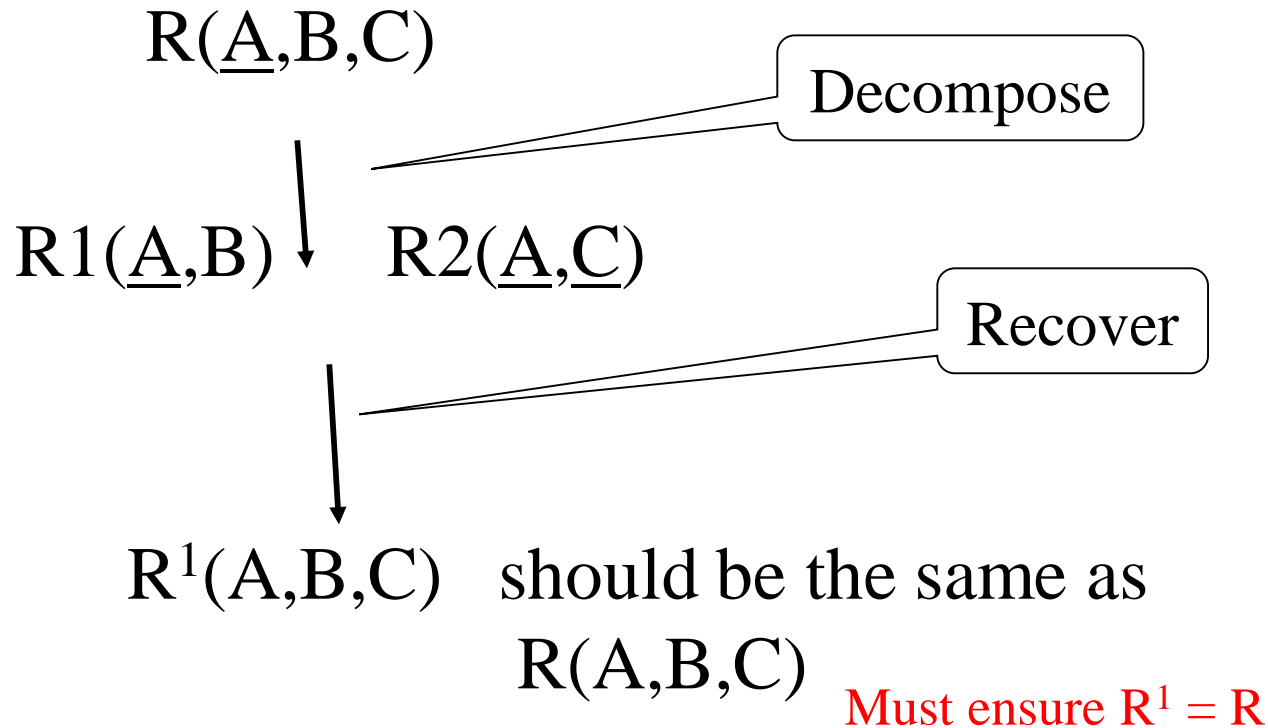 R(A,B,C)
Decompose
R1(A,B) R2(A,C)
Recover
R¹(A,B,C) should be the same as
R(A,B,C)
Must ensure R¹ = R